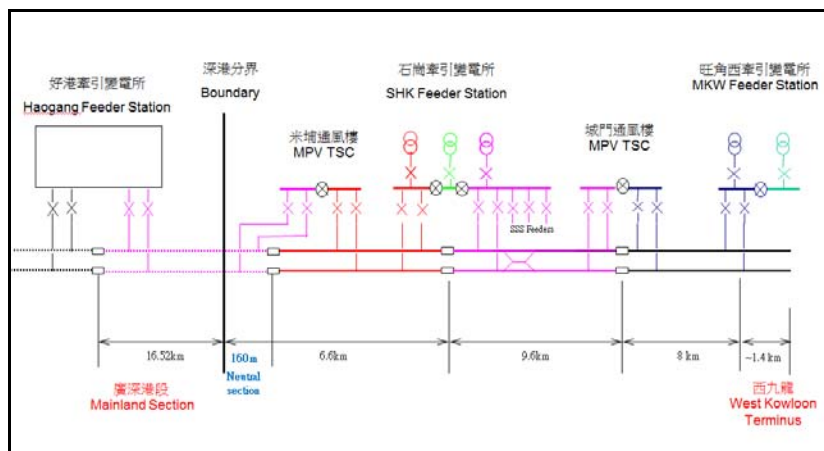 好港牽引變電所
Haogang Feeder Station
深港分界
Boundary
石崗牽引變電所
SHK Feeder Station
旺角西牽引變電所
MKW Feeder Station
米埔通風樓
MPV TSC
城門通風樓
MPV TSC
SSS Feeders
16.52km
160m
Neutral
section
6.6km
9.6km
8 km
~1.4 km
廣深港段
Mainland Section
西九龍
West Kowloon
Terminus